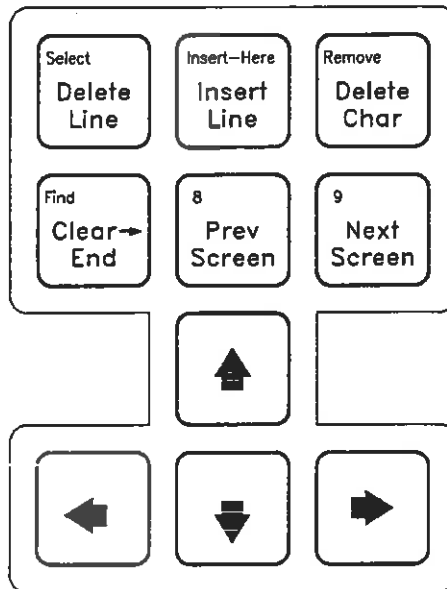 Select
Delete
Line
Insert-Here
Insert
Line
Remove
Delete
Char
Find
Clear→
End
8
Prev
Screen
9
Next
Screen